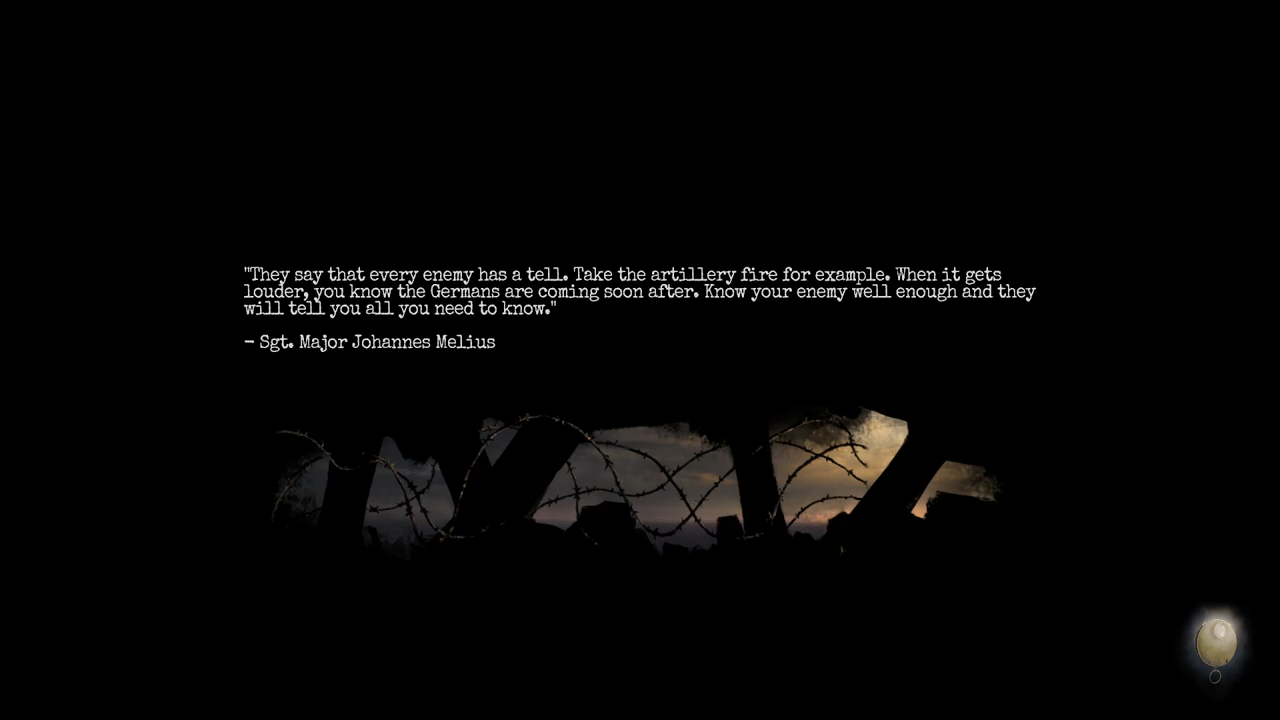 "They say that every enemy has a tell. Take the artillery fire for example. When it gets
louder, you know the Germans are coming soon after. Know your enemy well enough and they
will tell you all you need to know."
– Sgt. Major Johannes Melius